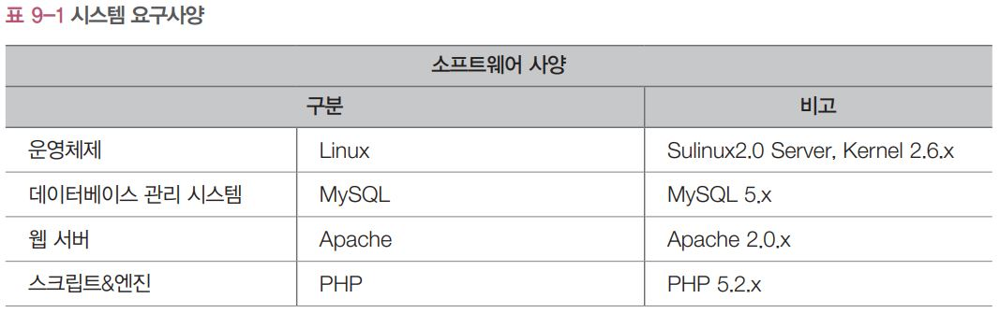 표 9-1 시스템 요구사양
소프트웨어 사양
구분 비고
운영체제 Linux Sulinux2.0 Server, Kernel 2.6.x
데이터베이스 관리 시스템 MySQL MySQL 5.x
웹 서버 Apache Apache 2.0.x
스크립트&엔진 PHP PHP 5.2.x